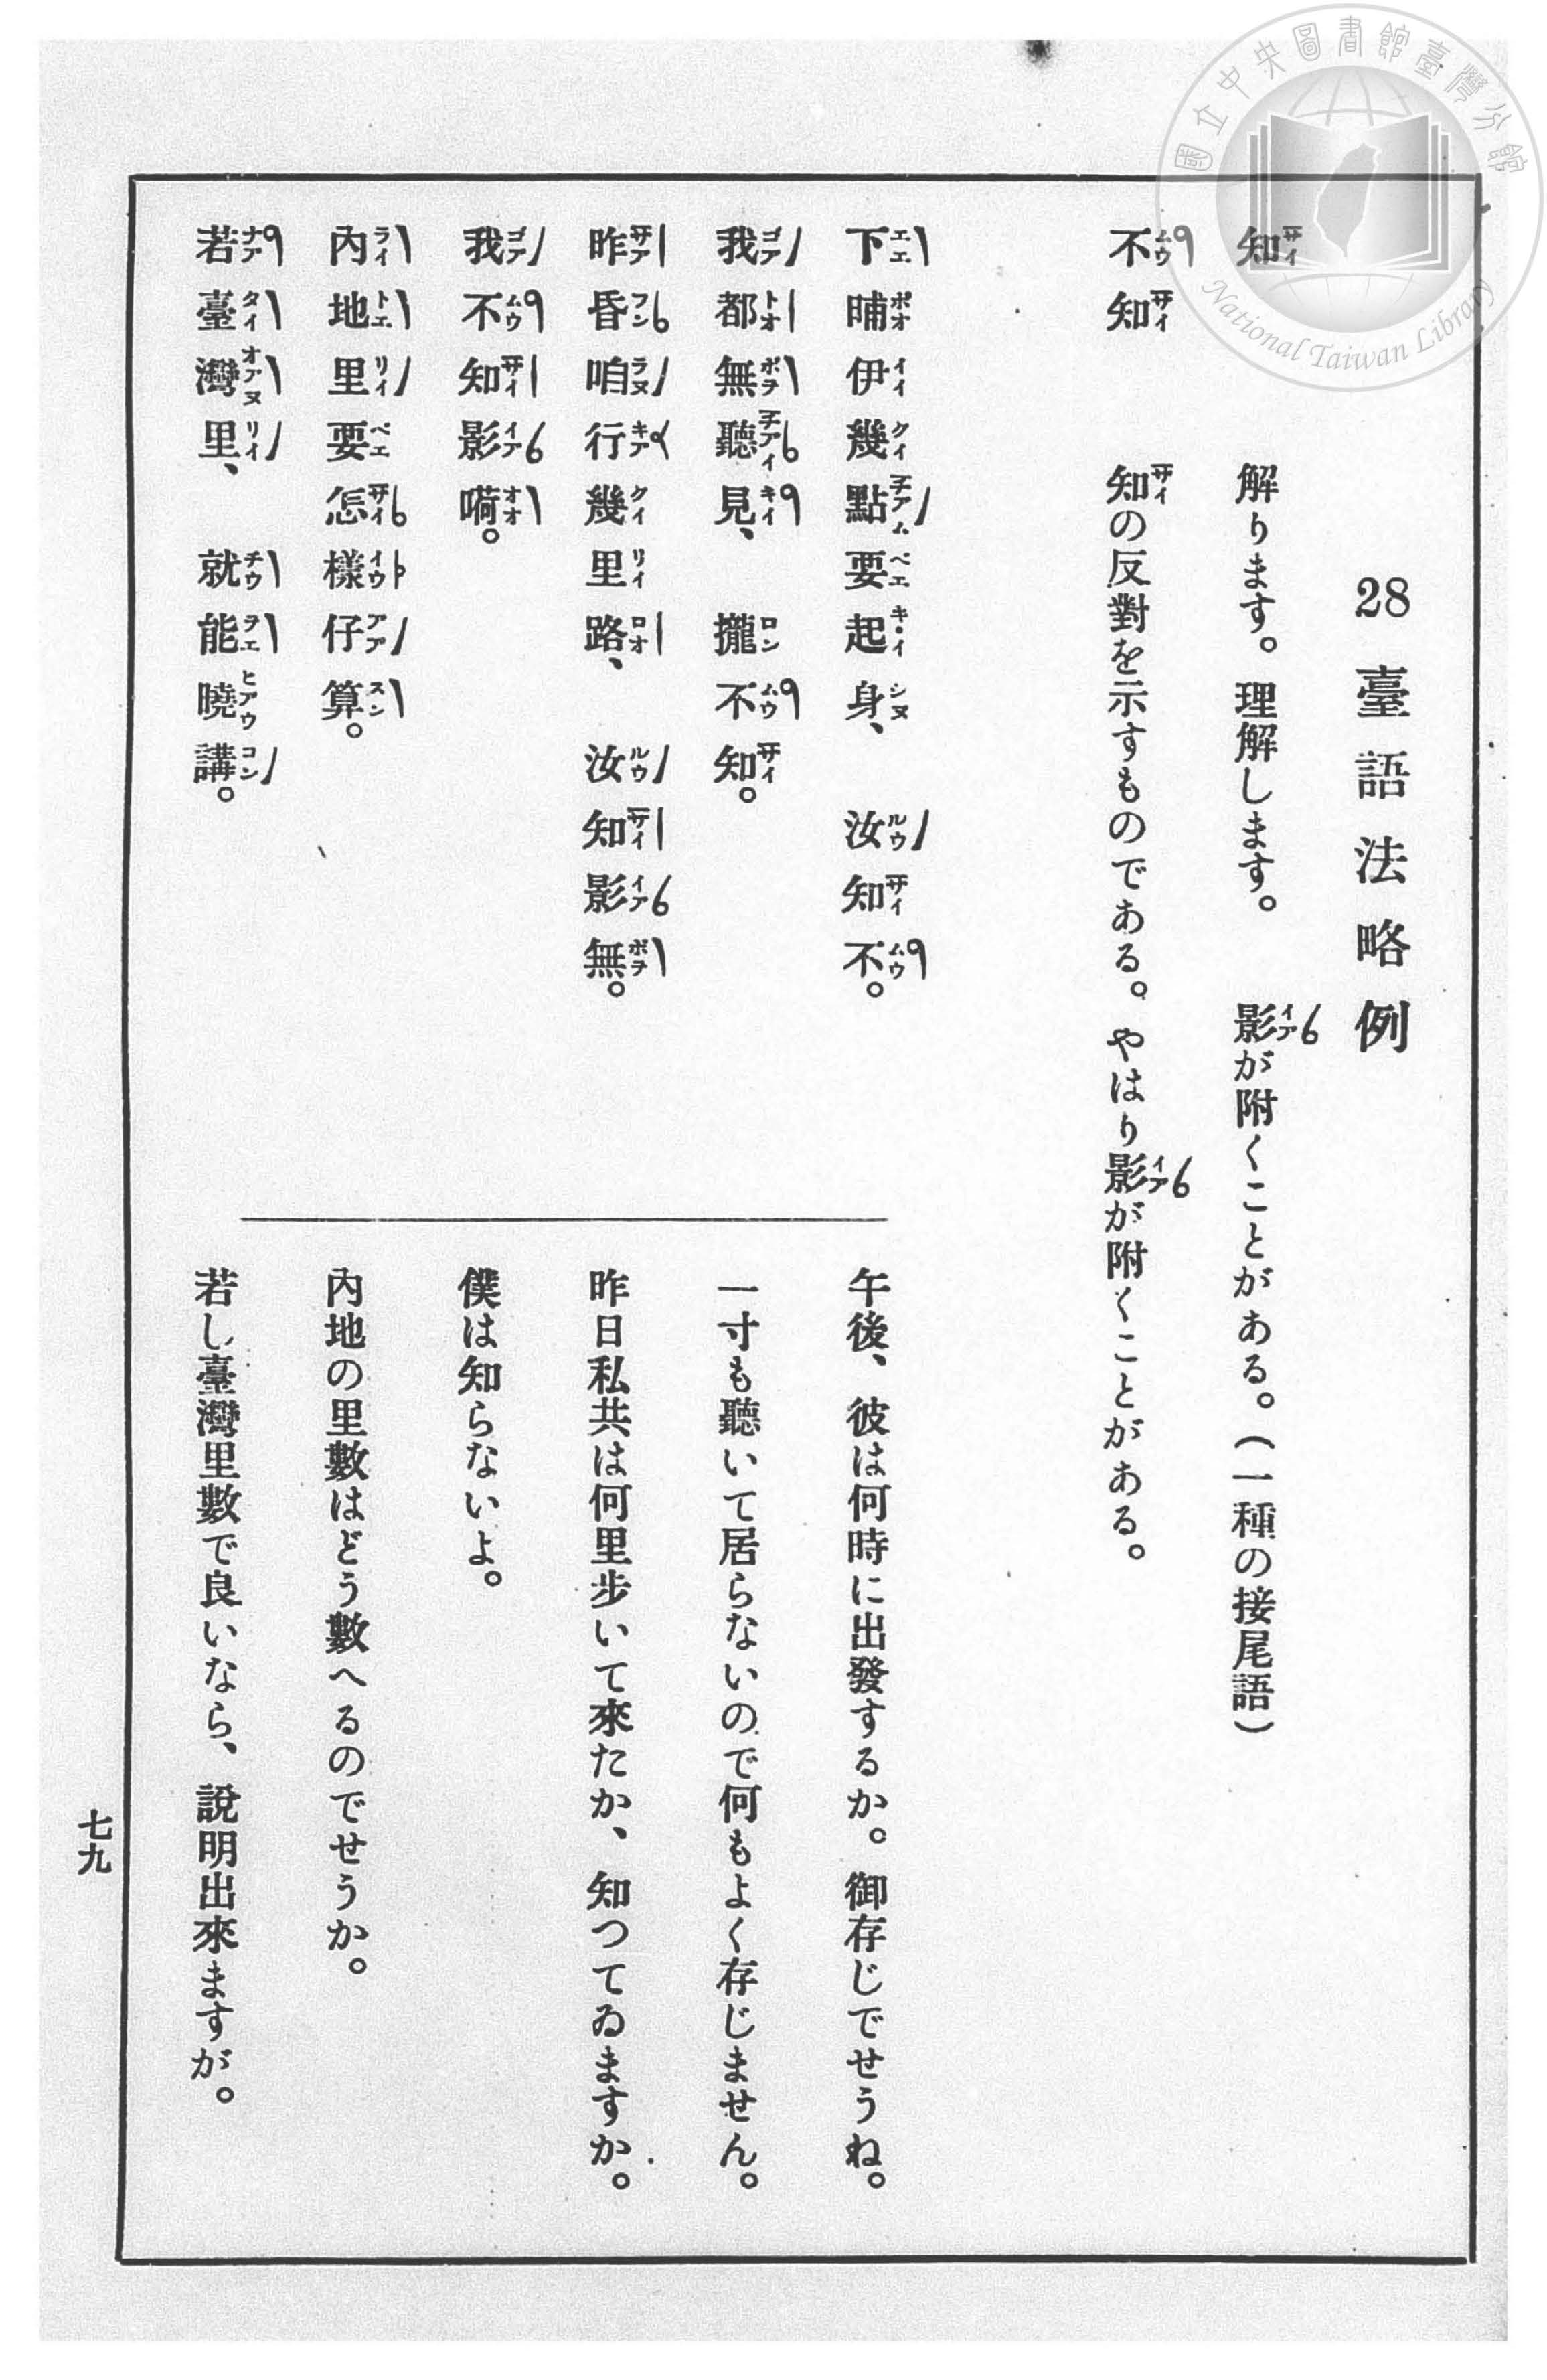 28 臺語法略例
知 解ります。理解します。 影が附くことがある。（一種の接尾語）
不知 知の反對を示すものである。やはり影が附くことがある。
下晡伊幾點要起身、汝知不。
午後、彼は何時に出發するか。御存じでせうね。
我都無聽見、攏不知。
一寸も聽いて居らないので何もよく存じません。
昨昏咱行幾里路、汝知影無。
昨日私共は何里步いて來たか、知つてゐますか。
我不知影嗬。
僕は知らないよ。
內地里要怎樣仔算。
內地の里數はどう數へるのでせうか。
若臺灣里、就能曉講。
若し臺灣里數で良いなら、說明出來ますが。
七九
國立中央圖書館臺灣分館
National Taiwan Library